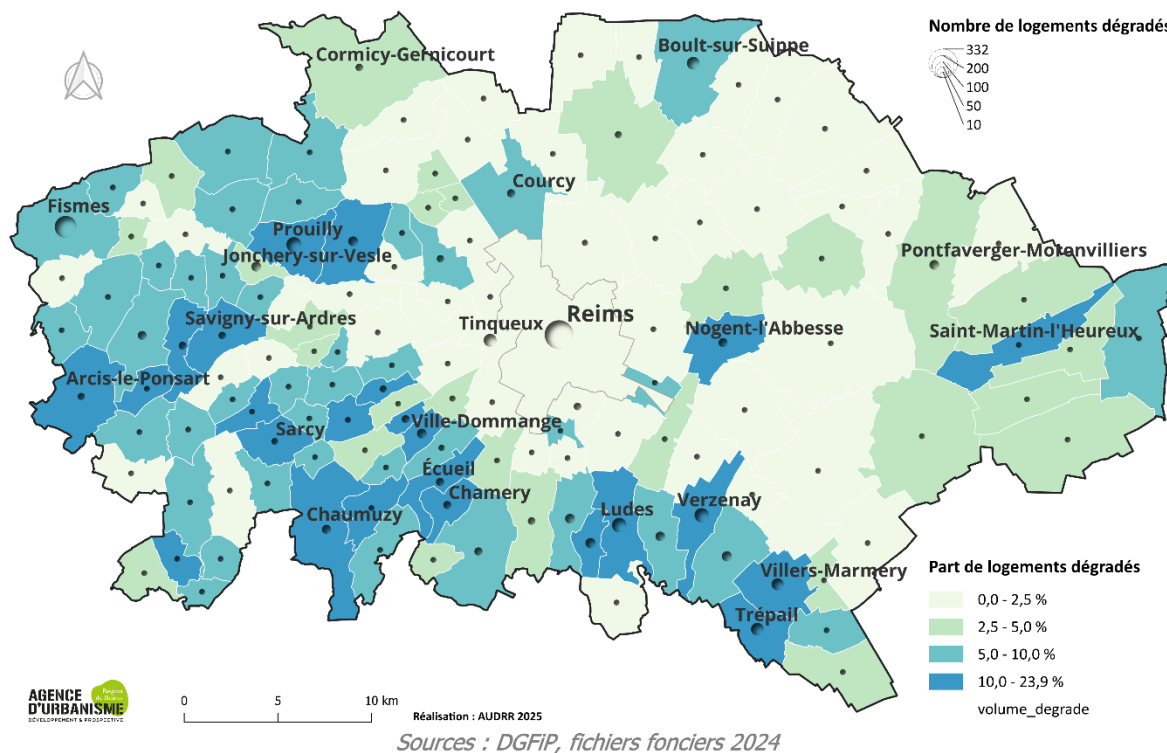 Nombre de logements dégradés
332
200
100
50
10
Cormicy-Gernicourt
Boult-sur-Suippe
Courcy
Fismes
Prouilly
Jonchery-sur-Vesle
Pontfaverger-Moronvilliers
Savigny-sur-Ardres
Tinqueux
Reims
Nogent-l'Abbesse
Saint-Martin-l'Heureux
Arcis-le-Ponsart
Sarcy
Ville-Dommange
Écueil
Chamery
Chaumuzy
Ludes
Verzenay
Villers-Marmery
Trépail
Part de logements dégradés
0,0 - 2,5 %
2,5 - 5,0 %
5,0 - 10,0 %
10,0 - 23,9 %
volume_degrade
AGENCE
D'URBANISME
Région
de Reims
DÉVELOPPEMENT & PROSPECTIVE
0 5 10 km
Réalisation : AUDRR 2025
Sources : DGFiP, fichiers fonciers 2024